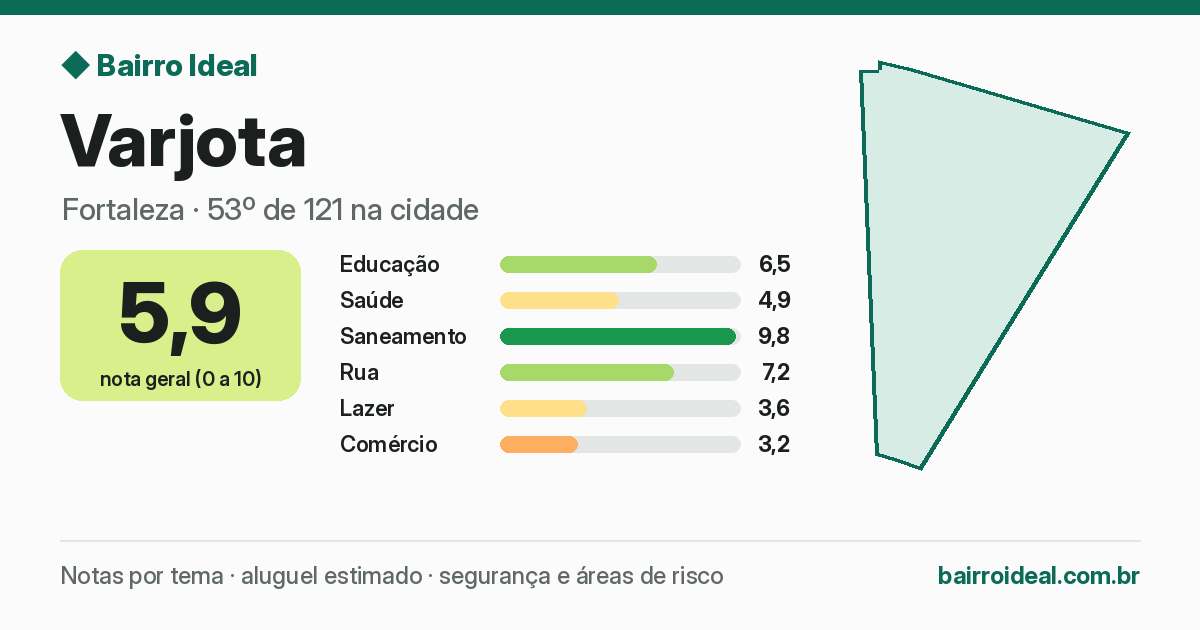 Bairro Ideal
Varjota
Fortaleza · 53º de 121 na cidade
5,9
nota geral (0 a 10)
Educação 6,5
Saúde 4,9
Saneamento 9,8
Rua 7,2
Lazer 3,6
Comércio 3,2
Notas por tema · aluguel estimado · segurança e áreas de risco
bairroideal.com.br